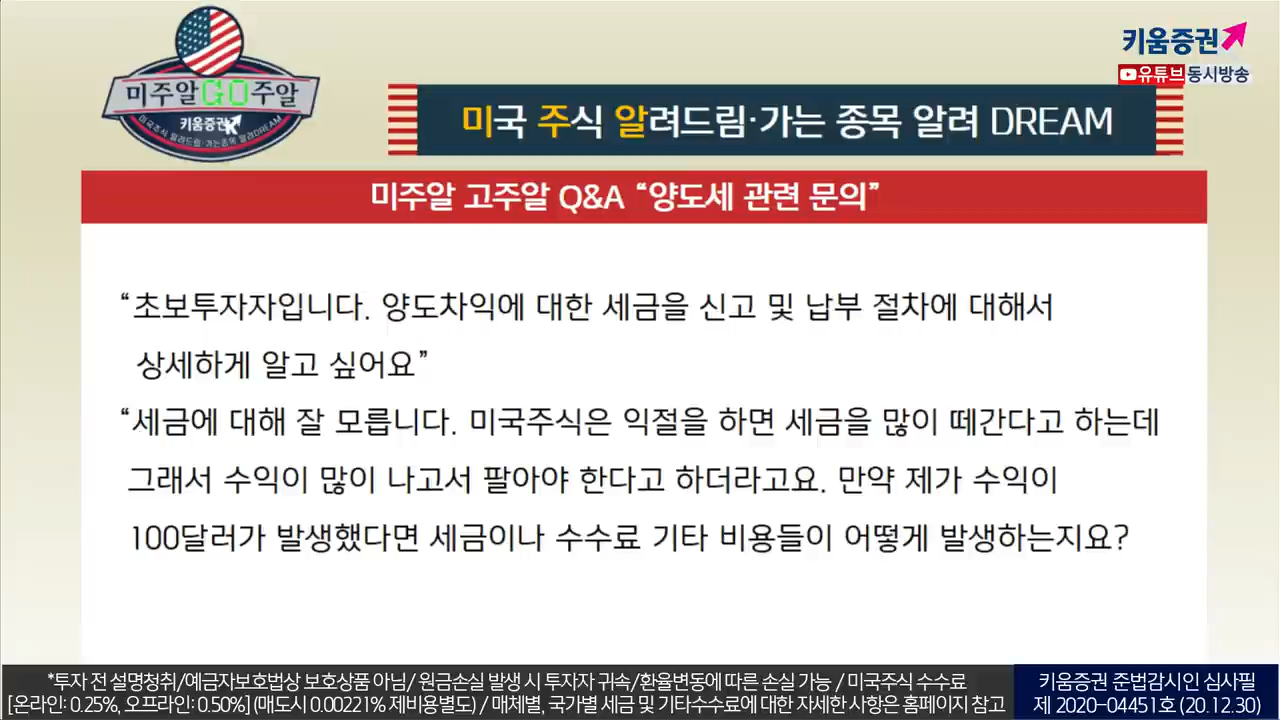 미주알GO주알
키움증권
미국주식 알려드림·가는종목 알려DREAM
키움증권
유튜브동시방송
미국 주식 알려드림·가는 종목 알려 DREAM
미주알 고주알 Q&A “양도세 관련 문의”
“초보투자자입니다. 양도차익에 대한 세금을 신고 및 납부 절차에 대해서
상세하게 알고 싶어요”
“세금에 대해 잘 모릅니다. 미국주식은 익절을 하면 세금을 많이 떼간다고 하는데
그래서 수익이 많이 나고서 팔아야 한다고 하더라고요. 만약 제가 수익이
100달러가 발생했다면 세금이나 수수료 기타 비용들이 어떻게 발생하는지요?
*투자 전 설명청취/예금자보호법상 보호상품 아님/ 원금손실 발생 시 투자자 귀속/환율변동에 따른 손실 가능 / 미국주식 수수료
[온라인: 0.25%, 오프라인: 0.50%] (매도시 0.00221% 제비용별도) / 매체별, 국가별 세금 및 기타수수료에 대한 자세한 사항은 홈페이지 참고
키움증권 준법감시인 심사필
제 2020-04451호 (20.12.30)